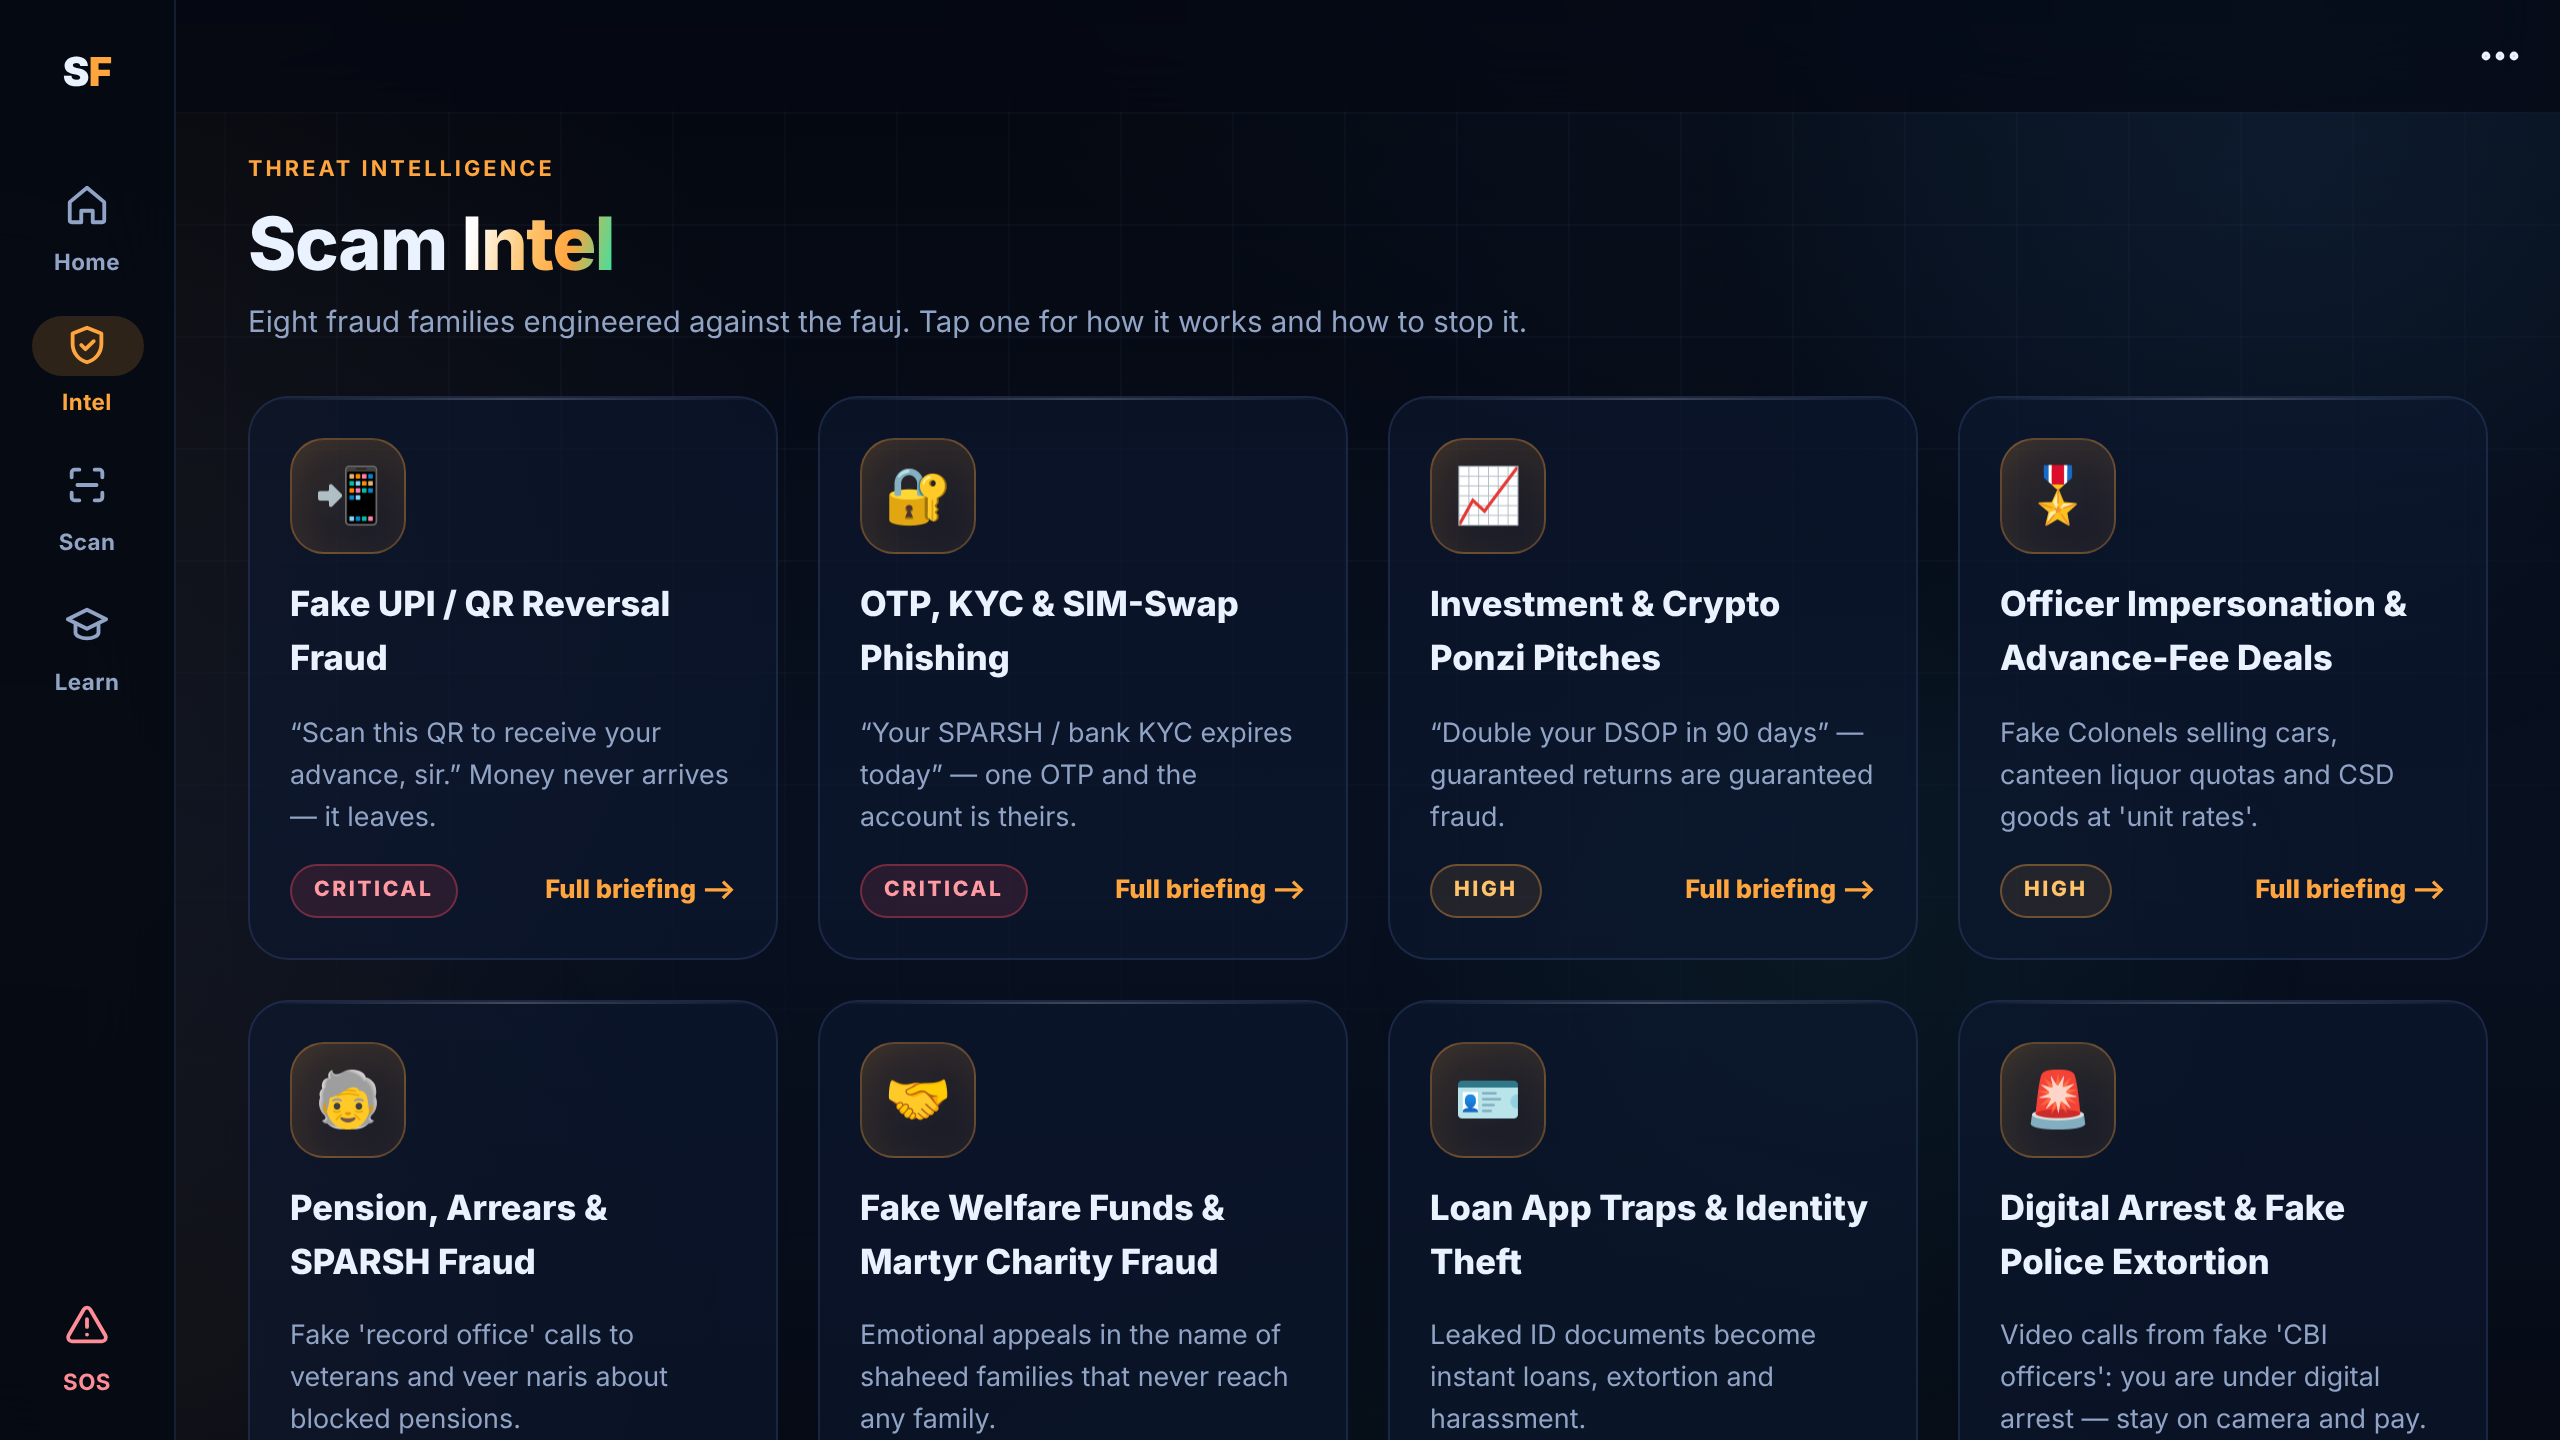 SF
Home
Intel
Scan
Learn
SOS
THREAT INTELLIGENCE
Scam Intel
Eight fraud families engineered against the fauj. Tap one for how it works and how to stop it.
Fake UPI / QR Reversal
Fraud
“Scan this QR to receive your
advance, sir.” Money never arrives
— it leaves.
CRITICAL
Full briefing →
OTP, KYC & SIM-Swap
Phishing
“Your SPARSH / bank KYC expires
today” — one OTP and the
account is theirs.
CRITICAL
Full briefing →
Investment & Crypto
Ponzi Pitches
“Double your DSOP in 90 days” —
guaranteed returns are guaranteed
fraud.
HIGH
Full briefing →
Officer Impersonation &
Advance-Fee Deals
Fake Colonels selling cars,
canteen liquor quotas and CSD
goods at 'unit rates'.
HIGH
Full briefing →
Pension, Arrears &
SPARSH Fraud
Fake 'record office' calls to
veterans and veer naris about
blocked pensions.
Fake Welfare Funds &
Martyr Charity Fraud
Emotional appeals in the name of
shaheed families that never reach
any family.
Loan App Traps & Identity
Theft
Leaked ID documents become
instant loans, extortion and
harassment.
Digital Arrest & Fake
Police Extortion
Video calls from fake 'CBI
officers': you are under digital
arrest — stay on camera and pay.